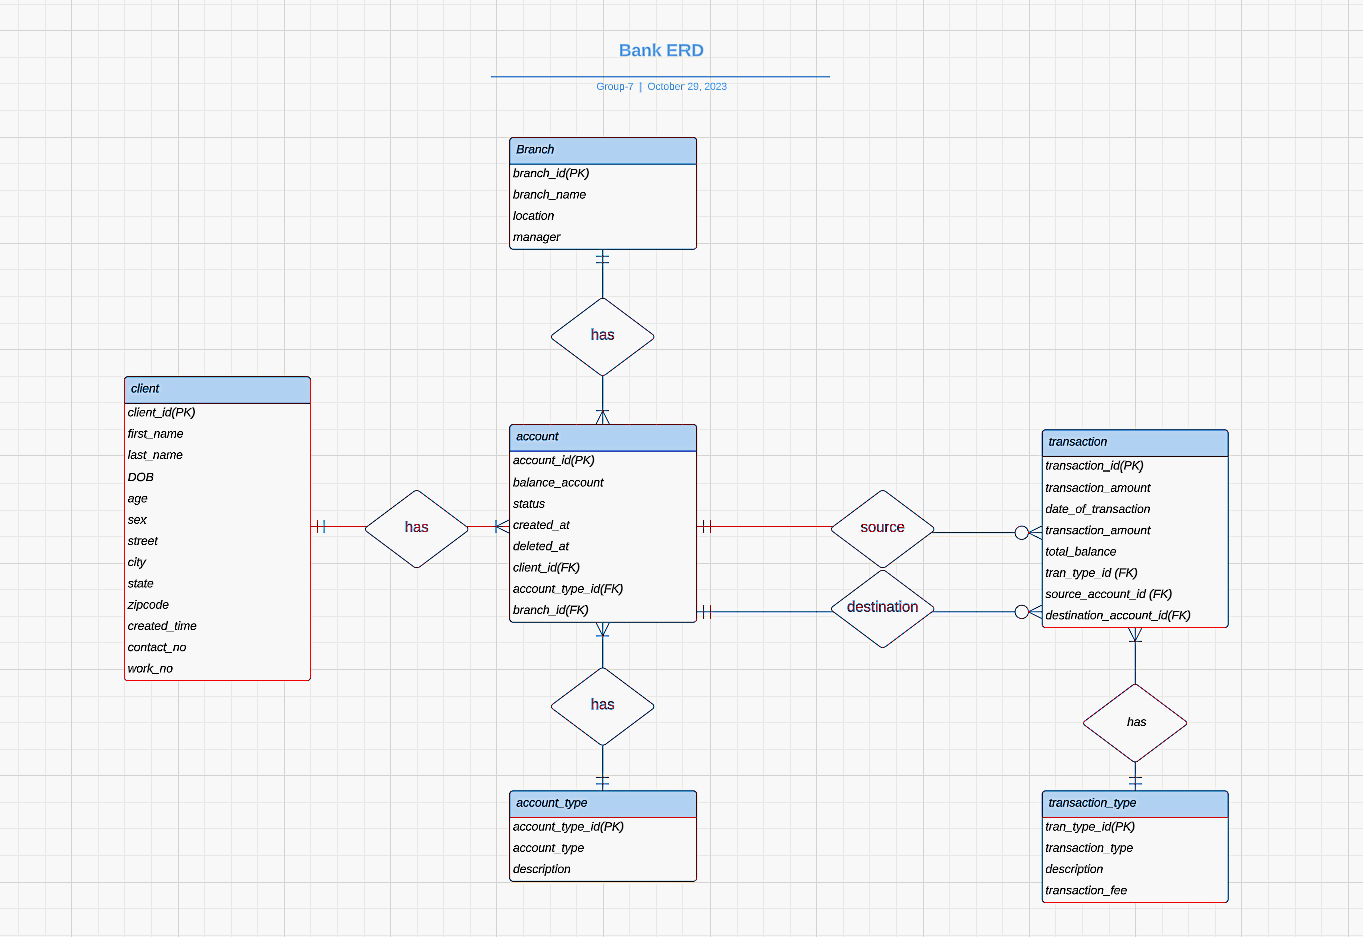 Bank ERD
Group-7 | October 29, 2023
Branch
branch_id(PK)
branch_name
location
manager
has
client
client_id(PK)
first_name
last_name
DOB
age
sex
street
city
state
zipcode
created_time
contact_no
work_no
has
account
account_id(PK)
balance_account
status
created_at
deleted_at
client_id(FK)
account_type_id(FK)
branch_id(FK)
source
destination
transaction
transaction_id(PK)
transaction_amount
date_of_transaction
transaction_amount
total_balance
tran_type_id (FK)
source_account_id (FK)
destination_account_id(FK)
has
has
account_type
account_type_id(PK)
account_type
description
transaction_type
tran_type_id(PK)
transaction_type
description
transaction_fee